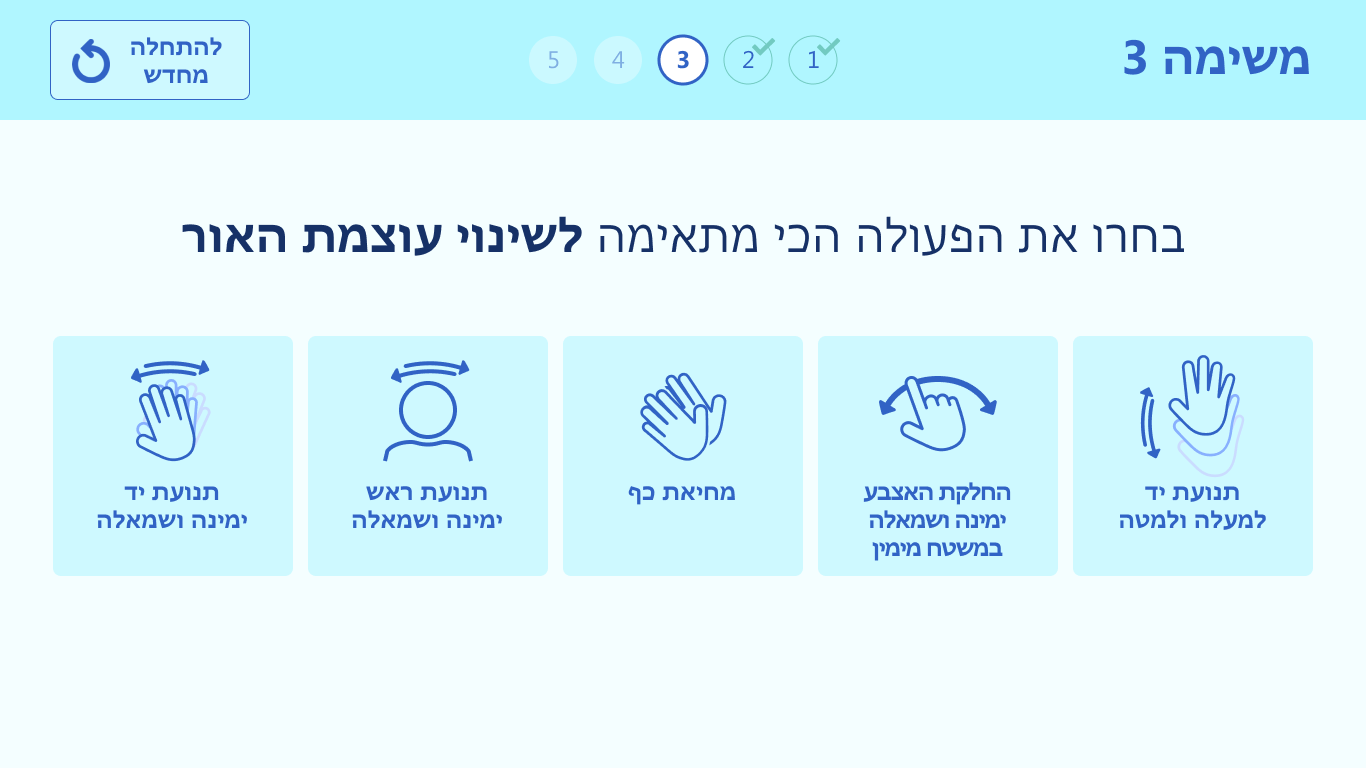 משימה 3
1
2
3
4
5
להתחלה
מחדש
בחרו את הפעולה הכי מתאימה לשינוי עוצמת האור
תנועת יד
למעלה ולמטה
החלקת האצבע
ימינה ושמאלה
במשטח מימין
מחיאת כף
תנועת ראש
ימינה ושמאלה
תנועת יד
ימינה ושמאלה